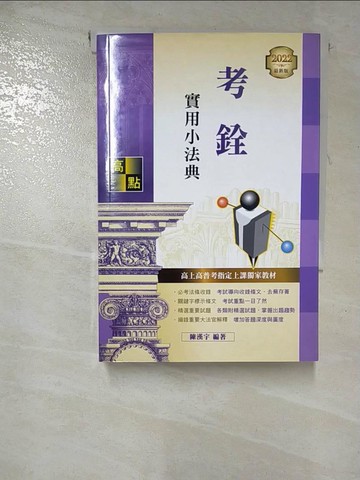 2022
最新版
考銓
實用小法典
高點
高上高普考指定上課獨家教材
必考法條收錄 考試導向收錄條文,去蕪存菁
關鍵字標示條文 考試重點一目了然
精選重要試題 各類附精選試題,掌握出題趨勢
編錄重要大法官解釋 增加答題深度與廣度
陳漢宇 編著